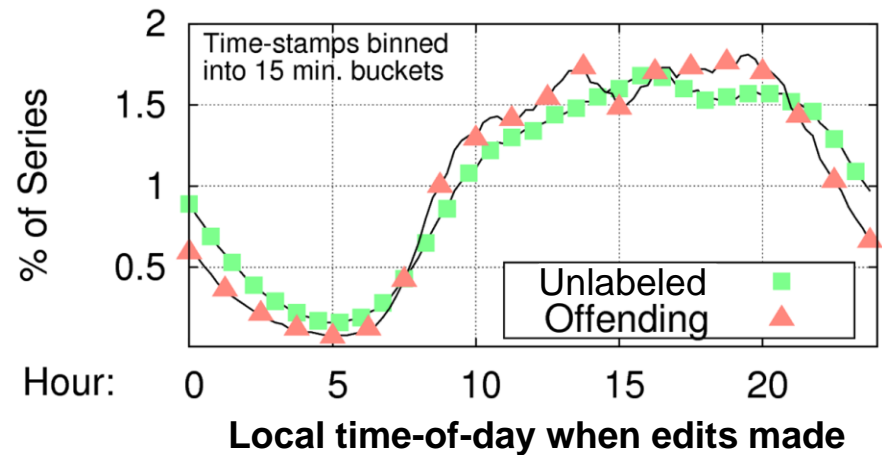 2
Time-stamps binned
into 15 min. buckets
1.5
1
0.5
% of Series
Unlabeled
Offending
Hour: 0 5 10 15 20
Local time-of-day when edits made